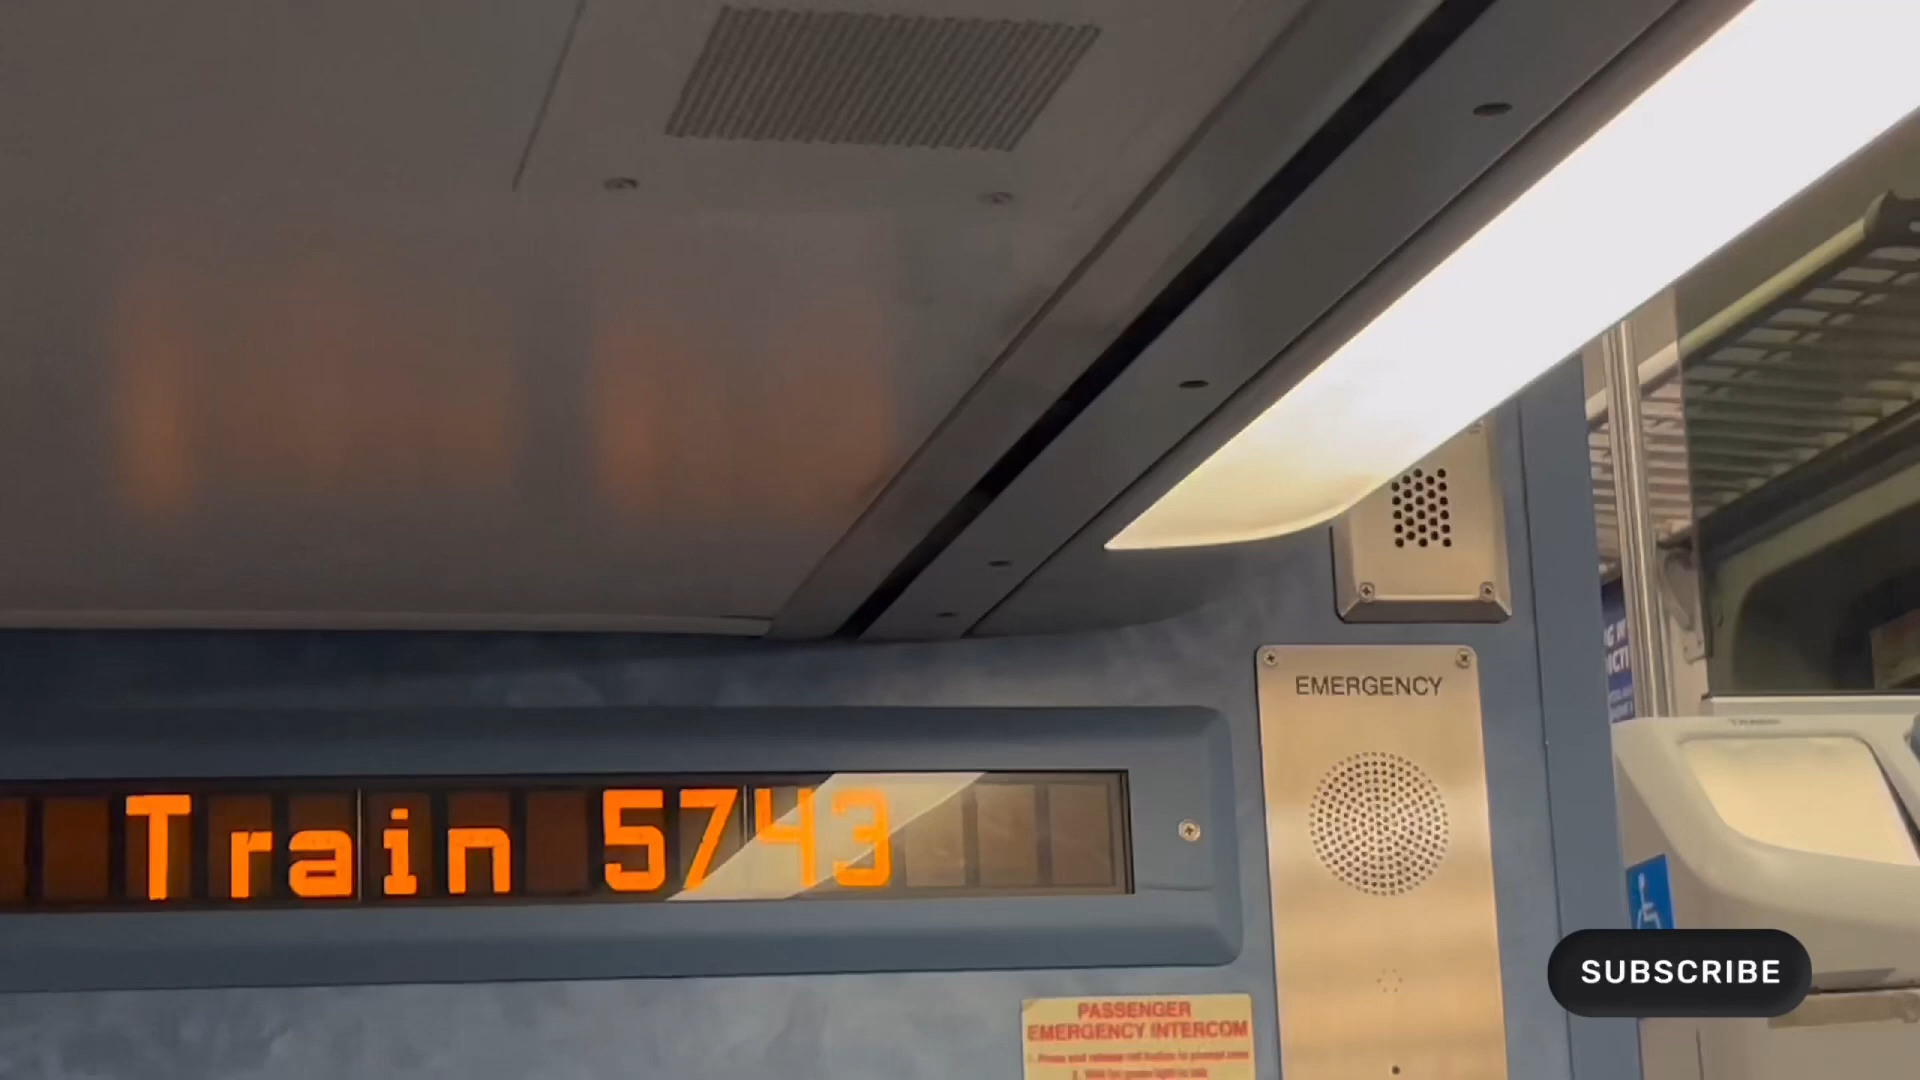 EMERGENCY
Train 5743
SUBSCRIBE
PASSENGER
EMERGENCY INTERCOM